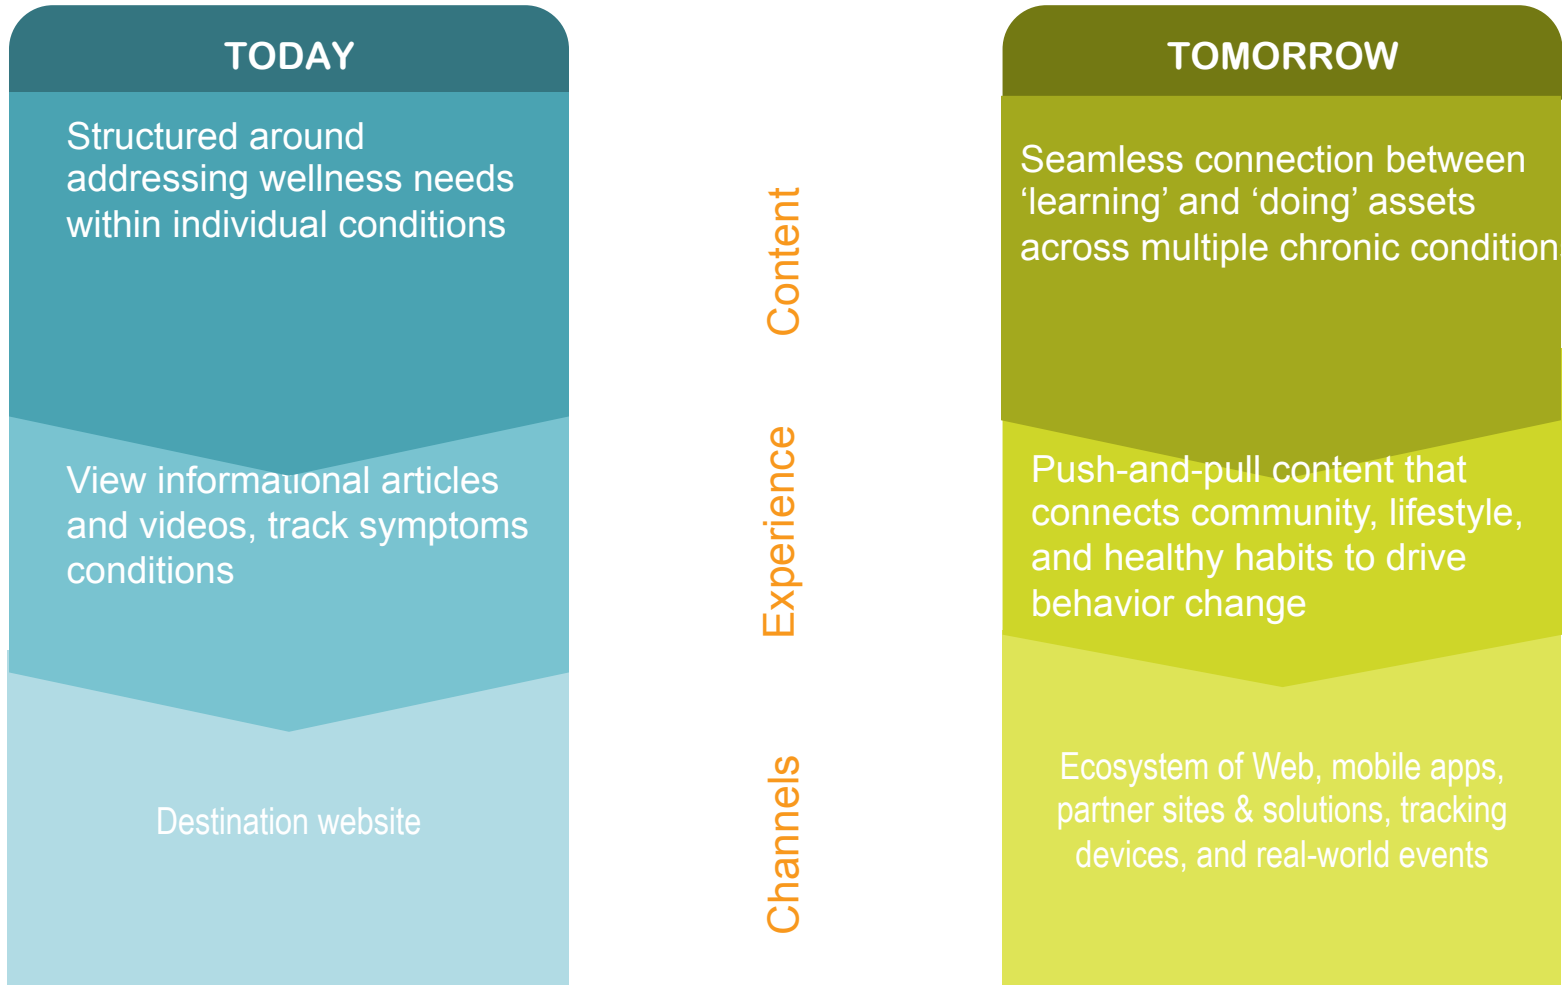 TODAY
Structured around
addressing wellness needs
within individual conditions
View informational articles
and videos, track symptoms
conditions
Destination website
Content
Experience
Channels
TOMORROW
Seamless connection between
‘learning’ and ‘doing’ assets
across multiple chronic conditions
Push-and-pull content that
connects community, lifestyle,
and healthy habits to drive
behavior change
Ecosystem of Web, mobile apps,
partner sites & solutions, tracking
devices, and real-world events